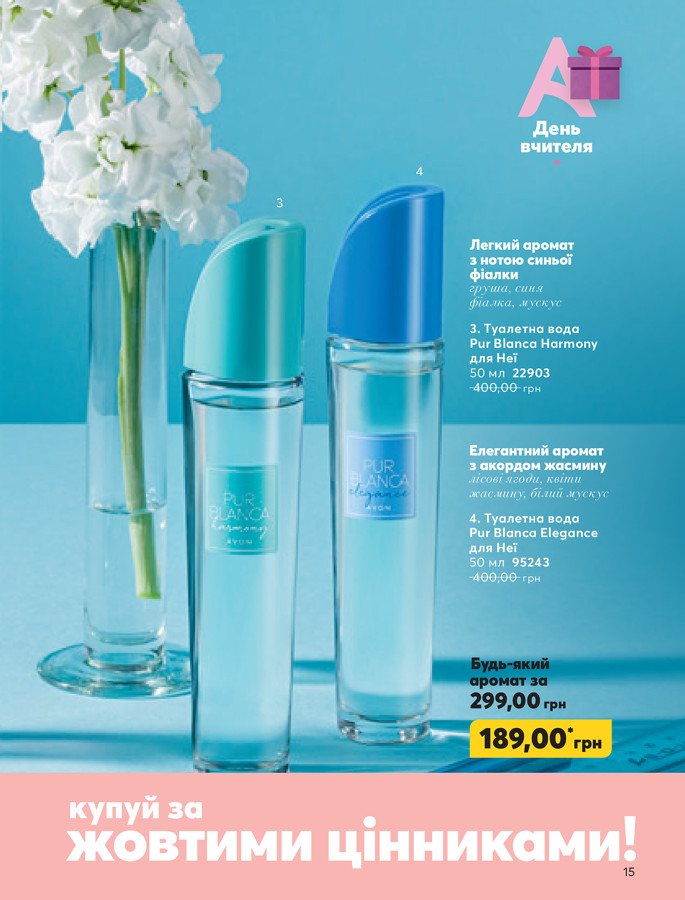 А
День
вчителя
3
4
Легкий аромат
з нотою синьої
фіалки
груша, синя
фіалка, мускус
3. Туалетна вода
Pur Blanca Harmony
для Неї
50 мл 22903
400,00 грн
Елегантний аромат
з акордом жасмину
лісові ягоди, квіти
жасмину, білий мускус
4. Туалетна вода
Pur Blanca Elegance
для Неї
50 мл 95243
400,00 грн
PUR
BLANCA
harmony
AVON
PUR
BLANCA
elegance
AVON
Будь-який
аромат за
299,00 грн
189,00* грн
купуй за
жовтими цінниками!
15